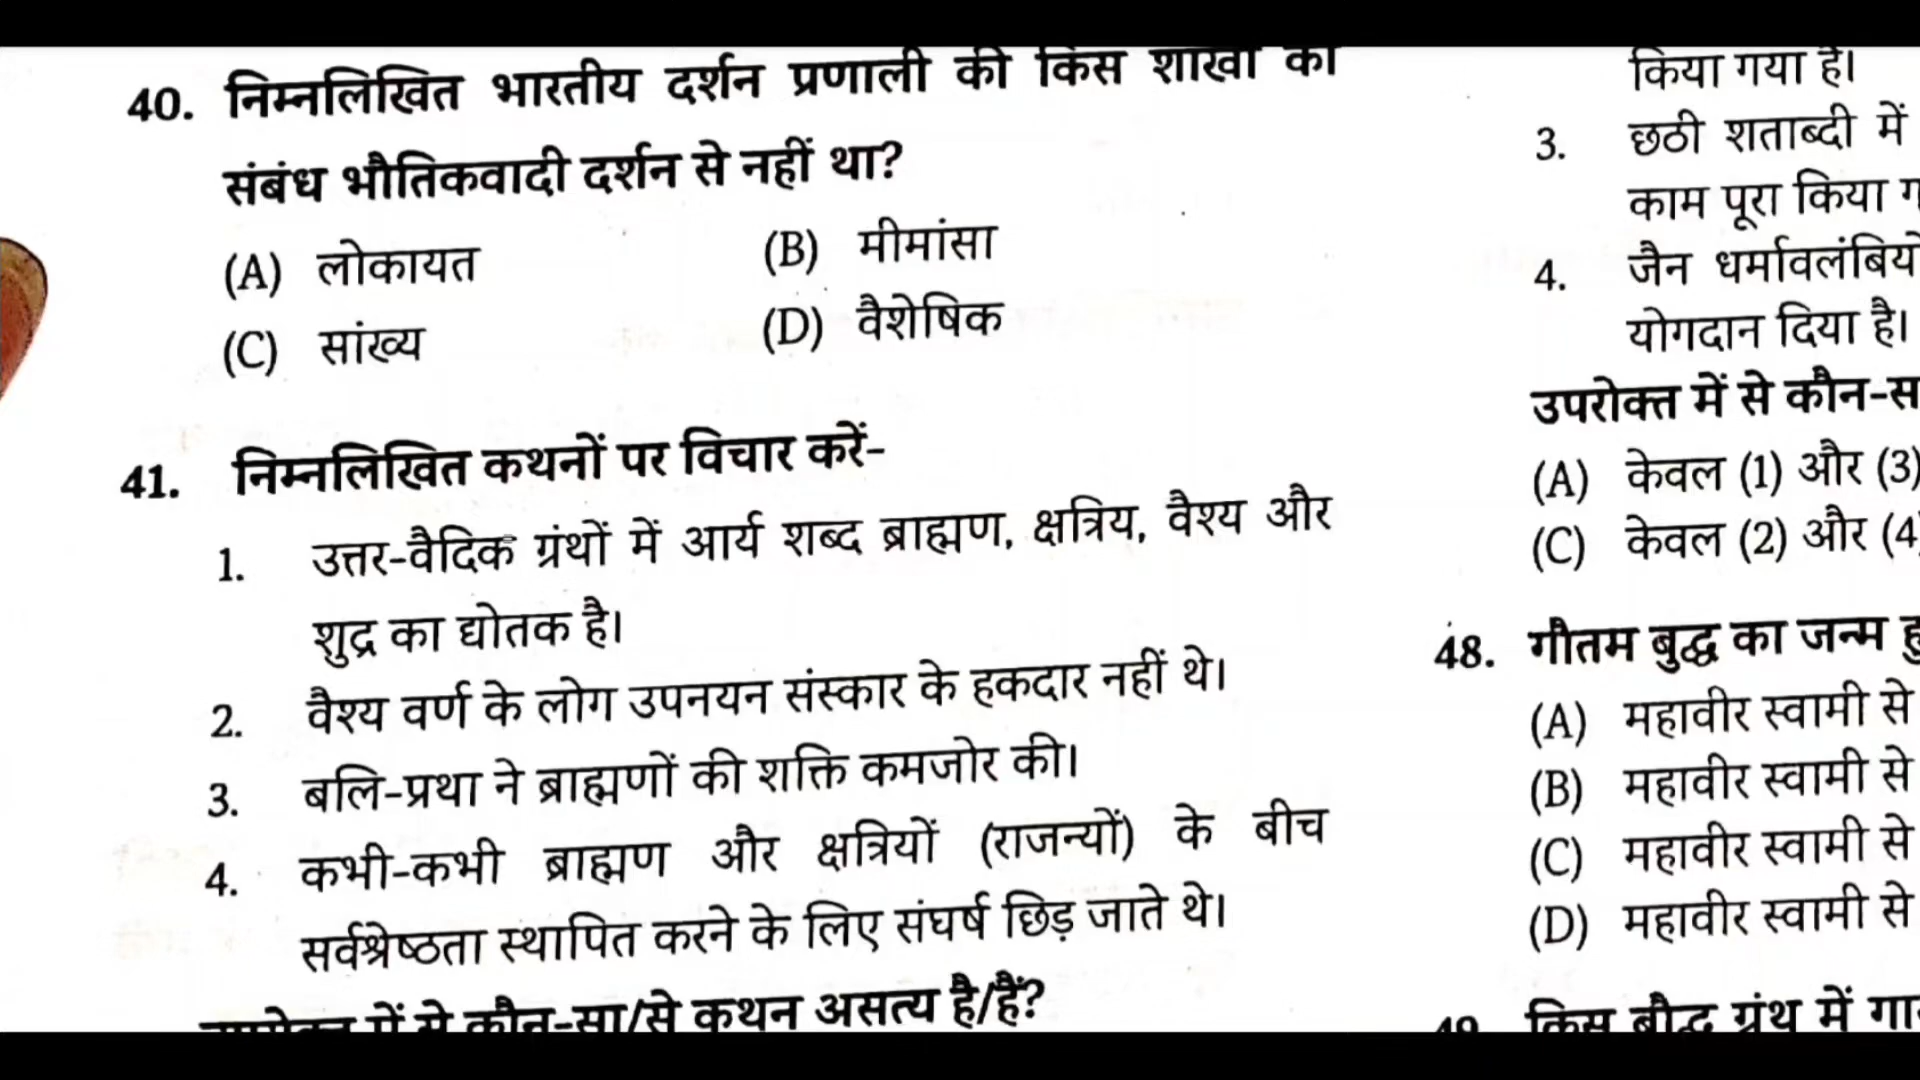 40. निम्नलिखित भारतीय दर्शन प्रणाली की किस शाखा का
संबंध भौतिकवादी दर्शन से नहीं था?
(A) लोकायत (B) मीमांसा
(C) सांख्य (D) वैशेषिक
41. निम्नलिखित कथनों पर विचार करें-
1. उत्तर-वैदिक ग्रंथों में आर्य शब्द ब्राह्मण, क्षत्रिय, वैश्य और
शुद्र का द्योतक है।
2. वैश्य वर्ण के लोग उपनयन संस्कार के हकदार नहीं थे।
3. बलि-प्रथा ने ब्राह्मणों की शक्ति कमजोर की।
4. कभी-कभी ब्राह्मण और क्षत्रियों (राजन्यों) के बीच
सर्वश्रेष्ठता स्थापित करने के लिए संघर्ष छिड़ जाते थे।
में से कौन-सा/से कथन असत्य है/हैं?
किया गया है।
3. छठी शताब्दी में
काम पूरा किया
4. जैन
योगदान दिया है।
उपरोक्त में से
(A) केवल (1) और (3)
(C) केवल (2) और (4
48. गौतम बुद्ध का जन्म
(A) महावीर स्वामी से
(B) महावीर स्वामी से
(C) महावीर स्वामी से
(D) महावीर स्वामी से
49 किस बौद्ध ग्रंथ में